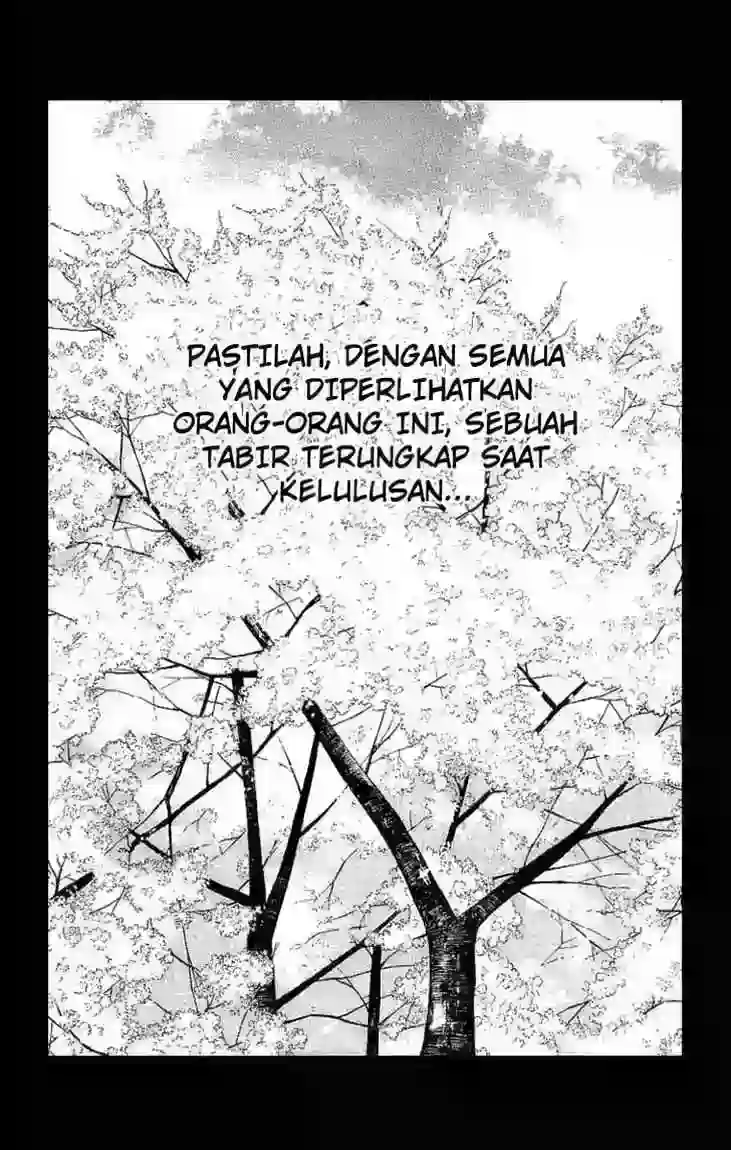 PASTILAH, DENGAN SEMUA
YANG DIPERLIHATKAN
ORANG-ORANG INI, SEBUAH
TABIR TERUNGKAP SAAT
KELULUSAN...